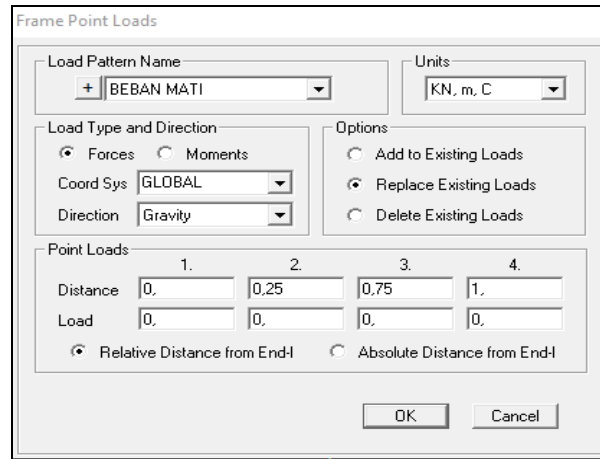 Frame Point Loads
Load Pattern Name
+ BEBAN MATI
Units
KN, m, C
Load Type and Direction
Forces Moments
Coord Sys GLOBAL
Direction Gravity
Options
Add to Existing Loads
Replace Existing Loads
Delete Existing Loads
Point Loads
1. 2. 3. 4.
Distance 0, 0,25 0,75 1,
Load 0, 0, 0, 0,
Relative Distance from End-I Absolute Distance from End-I
OK Cancel